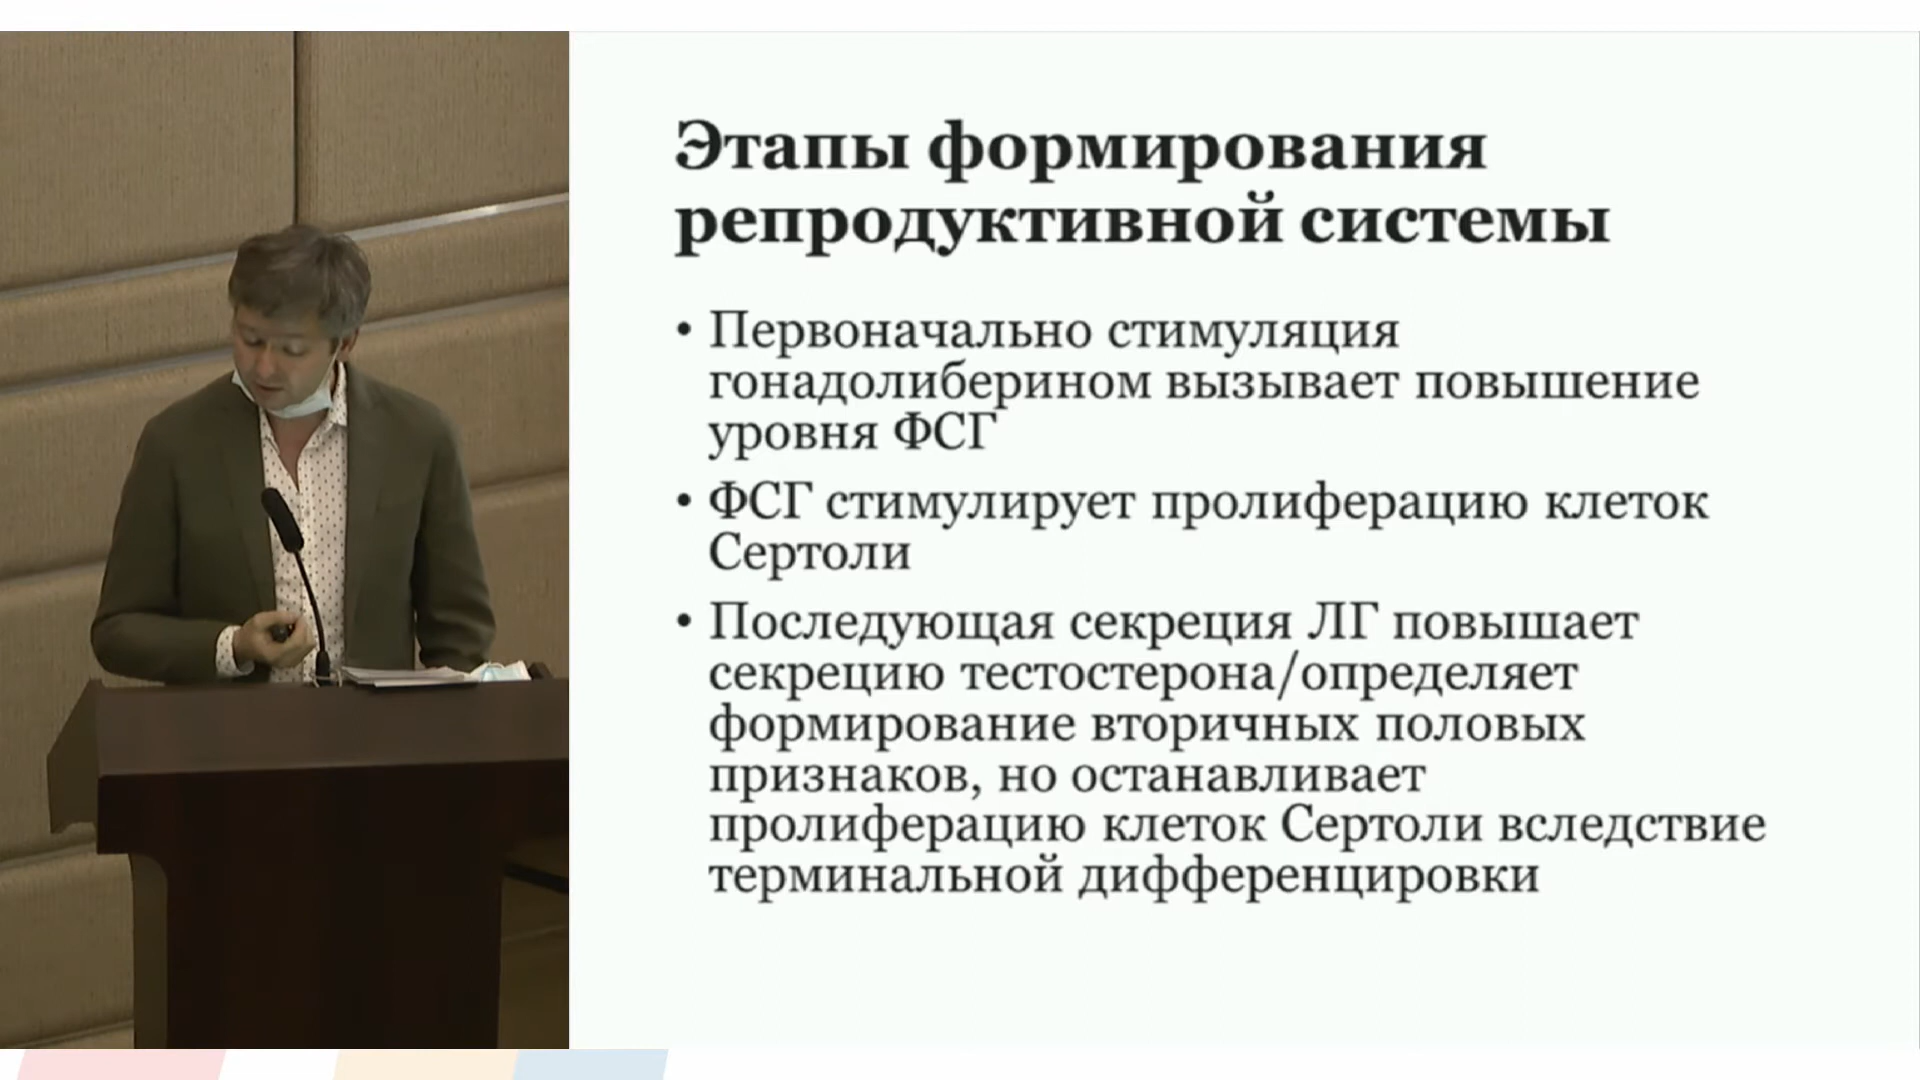 Этапы формирования
репродуктивной системы
• Первоначально стимуляция
гонадолиберином вызывает повышение
уровня ФСГ
• ФСГ стимулирует пролиферацию клеток
Сертоли
• Последующая секреция ЛГ повышает
секрецию тестостерона/определяет
формирование вторичных половых
признаков, но останавливает
пролиферацию клеток Сертоли вследствие
терминальной дифференцировки